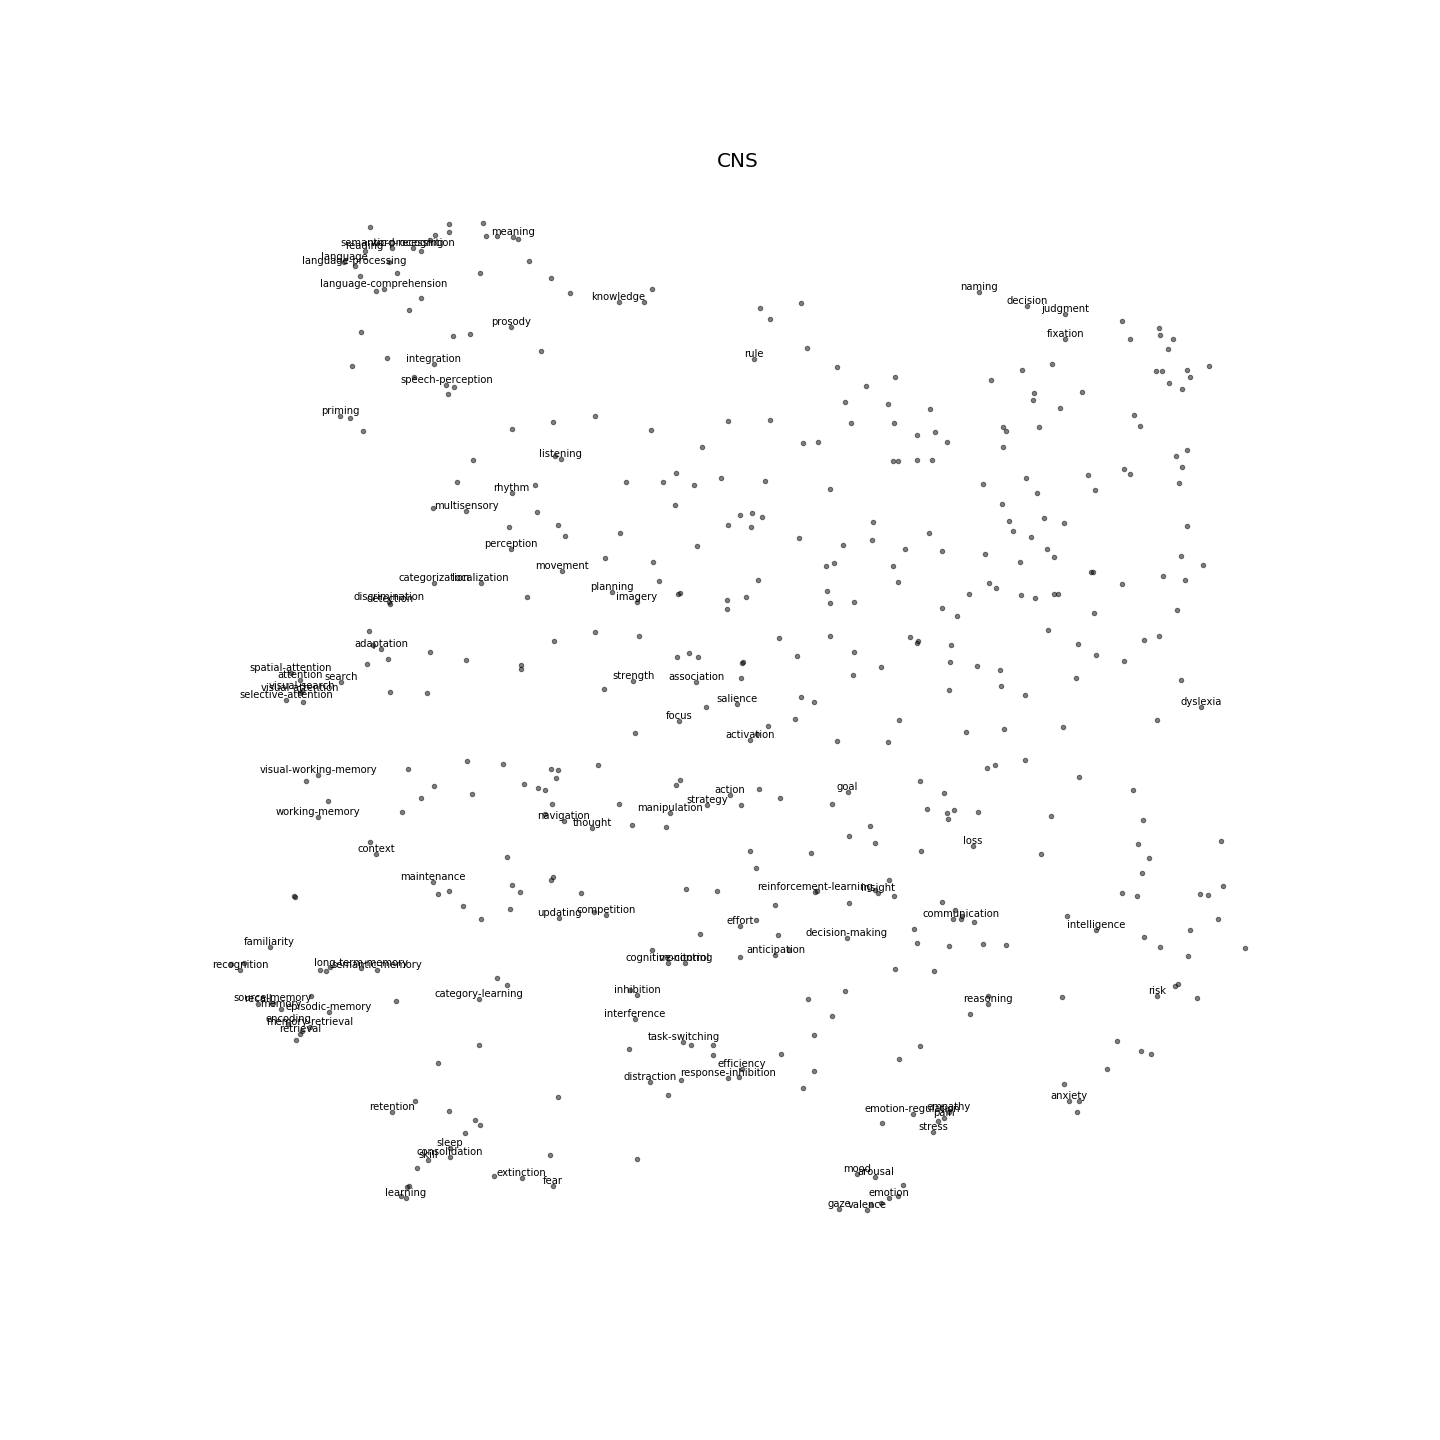 CNS
meaning
semantic-processing
word-recognition
reading
language
language-processing
language-comprehension
naming
knowledge
decision
judgment
prosody
fixation
rule
integration
speech-perception
priming
listening
rhythm
multisensory
perception
movement
categorization
localization
planning
discrimination
detection
imagery
adaptation
spatial-attention
attention
search
visual-search
visual-attention
selective-attention
strength
association
salience
dyslexia
focus
activation
visual-working-memory
goal
action
strategy
manipulation
working-memory
navigation
thought
loss
context
maintenance
reinforcement-learning
insight
updating
competition
communication
effort
intelligence
decision-making
familiarity
anticipation
cognitive-control
monitoring
recognition
long-term-memory
semantic-memory
category-learning
inhibition
risk
source-memory
recall
memory
episodic-memory
reasoning
interference
encoding
memory-retrieval
retrieval
task-switching
efficiency
response-inhibition
distraction
anxiety
retention
emotion-regulation
empathy
pain
stress
sleep
consolidation
skill
extinction
fear
mood
arousal
learning
emotion
gaze
valence